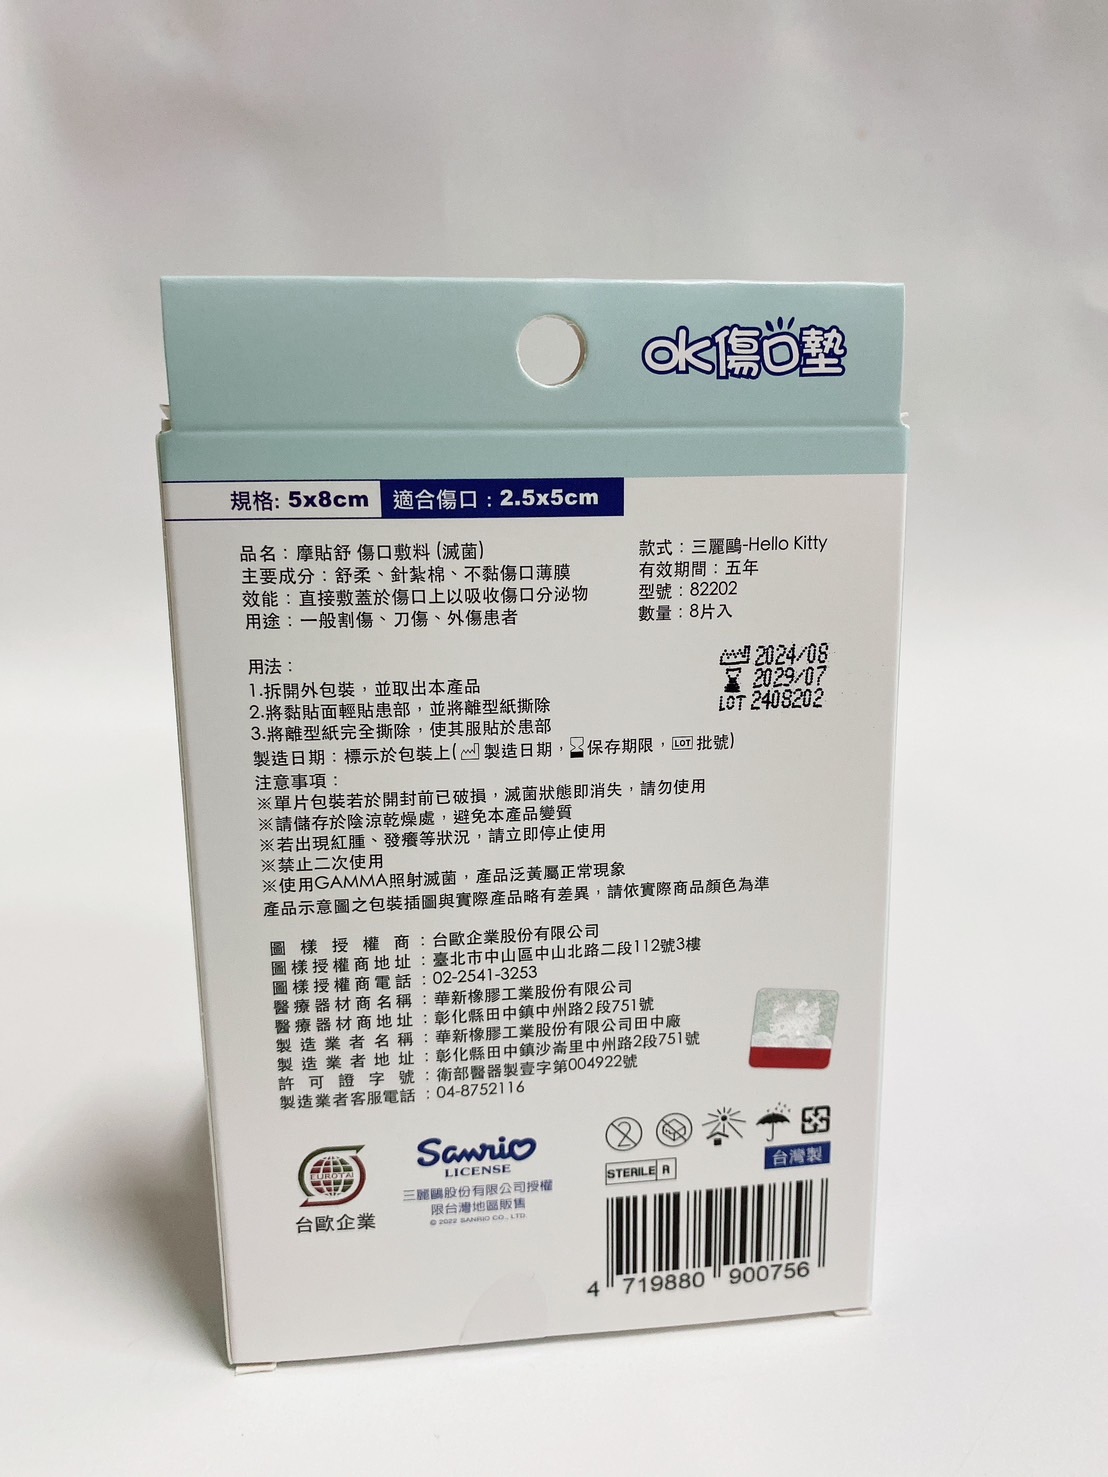 OK傷口墊
規格: 5x8cm 適合傷口：2.5x5cm
品名：摩貼舒 傷口敷料 (滅菌)
主要成分：舒柔、針紮棉、不黏傷口薄膜
效能：直接敷蓋於傷口上以吸收傷口分泌物
用途：一般割傷、刀傷、外傷患者
款式：三麗鷗-Hello Kitty
有效期間：五年
型號：82202
數量：8片入
2024/08
2029/07
LOT 2408202
用法：
1.拆開外包裝，並取出本產品
2.將黏貼面輕貼患部，並將離型紙撕除
3.將離型紙完全撕除，使其服貼於患部
製造日期：標示於包裝上(製造日期，保存期限，LOT 批號)
注意事項：
※單片包裝若於開封前已破損，滅菌狀態即消失，請勿使用
※請儲存於陰涼乾燥處，避免本產品變質
※若出現紅腫、發癢等狀況，請立即停止使用
※禁止二次使用
※使用GAMMA照射滅菌，產品泛黃屬正常現象
產品示意圖之包裝插圖與實際產品略有差異，請依實際商品顏色為準
圖樣授權商：台歐企業股份有限公司
圖樣授權商地址：臺北市中山區中山北路二段112號3樓
圖樣授權商電話：02-2541-3253
醫療器材商名稱：華新橡膠工業股份有限公司
醫療器材商地址：彰化縣田中鎮中州路2段751號
製造業者名稱：華新橡膠工業股份有限公司田中廠
製造業者地址：彰化縣田中鎮沙崙里中州路2段751號
許可證字號：衛部醫器製壹字第004922號
製造業者客服電話：04-8752116
EUROTAI
台歐企業
Sanrio
LICENSE
三麗鷗股份有限公司授權
限台灣地區販售
© 2022 SANRIO CO., LTD.
2
STERILE R
台灣製
4 719880 900756